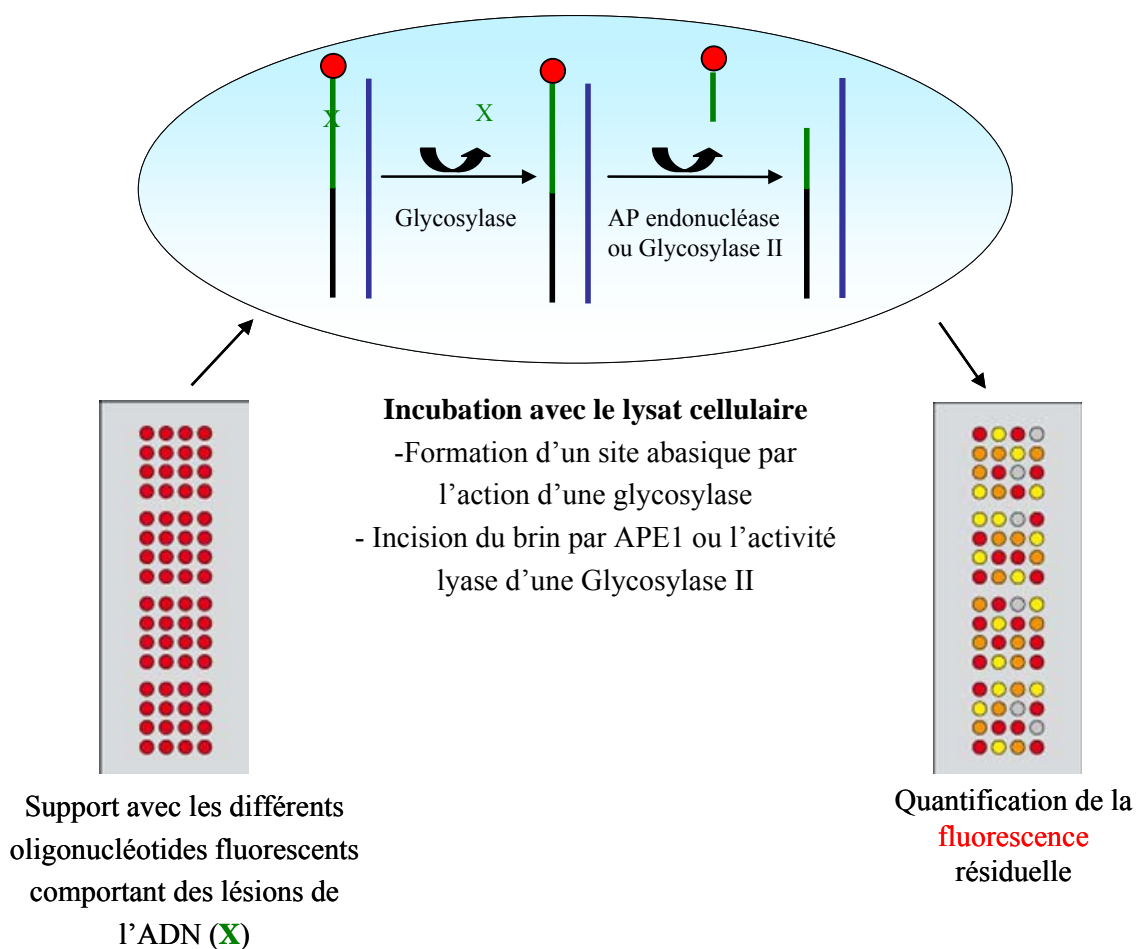 X
X
Glycosylase
AP endonucléase
ou Glycosylase II
Incubation avec le lysat cellulaire
-Formation d’un site abasique par
l’action d’une glycosylase
- Incision du brin par APE1 ou l’activité
lyase d’une Glycosylase II
Support avec les différents
oligonucléotides fluorescents
comportant des lésions de
l’ADN (X)
Quantification de la
fluorescence
résiduelle